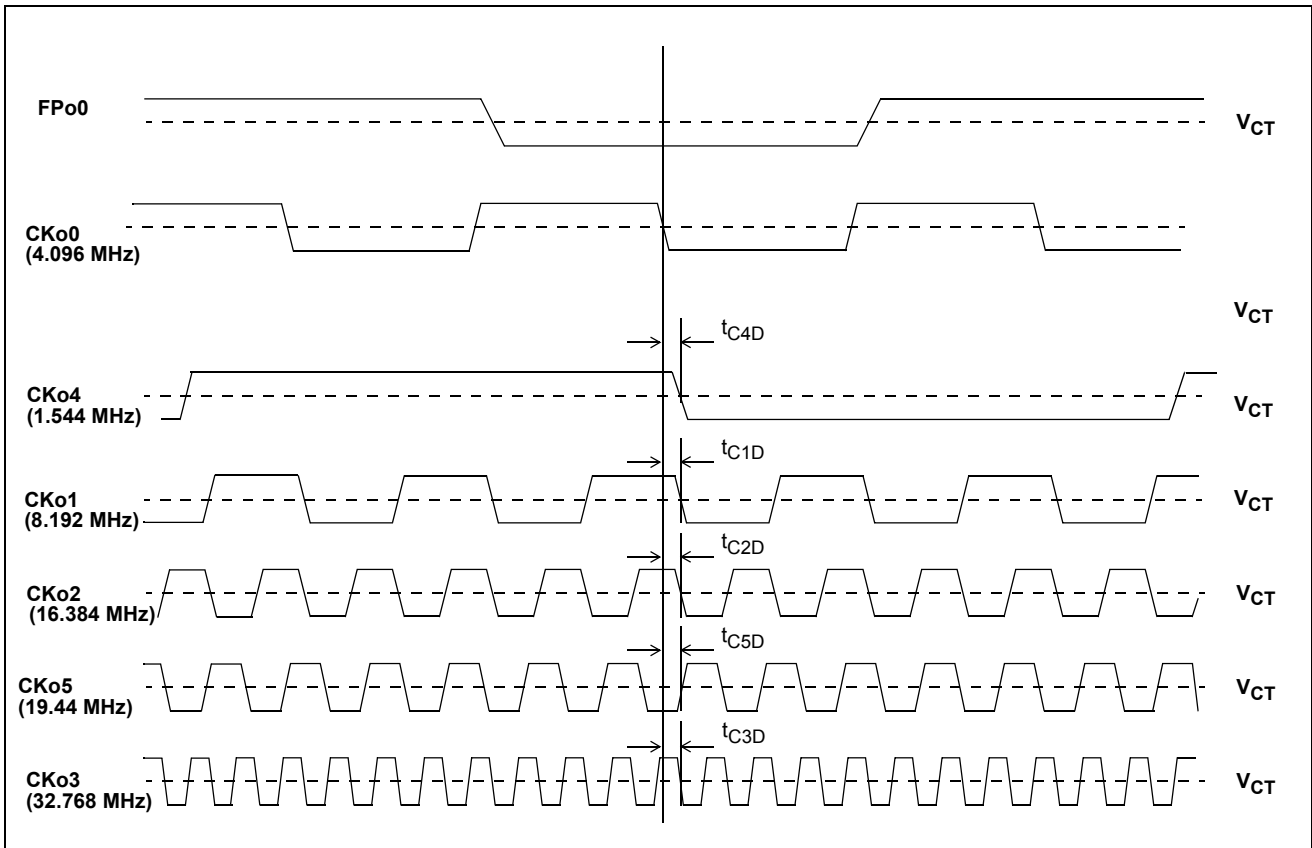 FPo0
VCT
CKo0
(4.096 MHz)
VCT
tC4D
CKo4
(1.544 MHz)
VCT
tC1D
CKo1
(8.192 MHz)
VCT
tC2D
CKo2
(16.384 MHz)
VCT
tC5D
CKo5
(19.44 MHz)
VCT
tC3D
CKo3
(32.768 MHz)
VCT